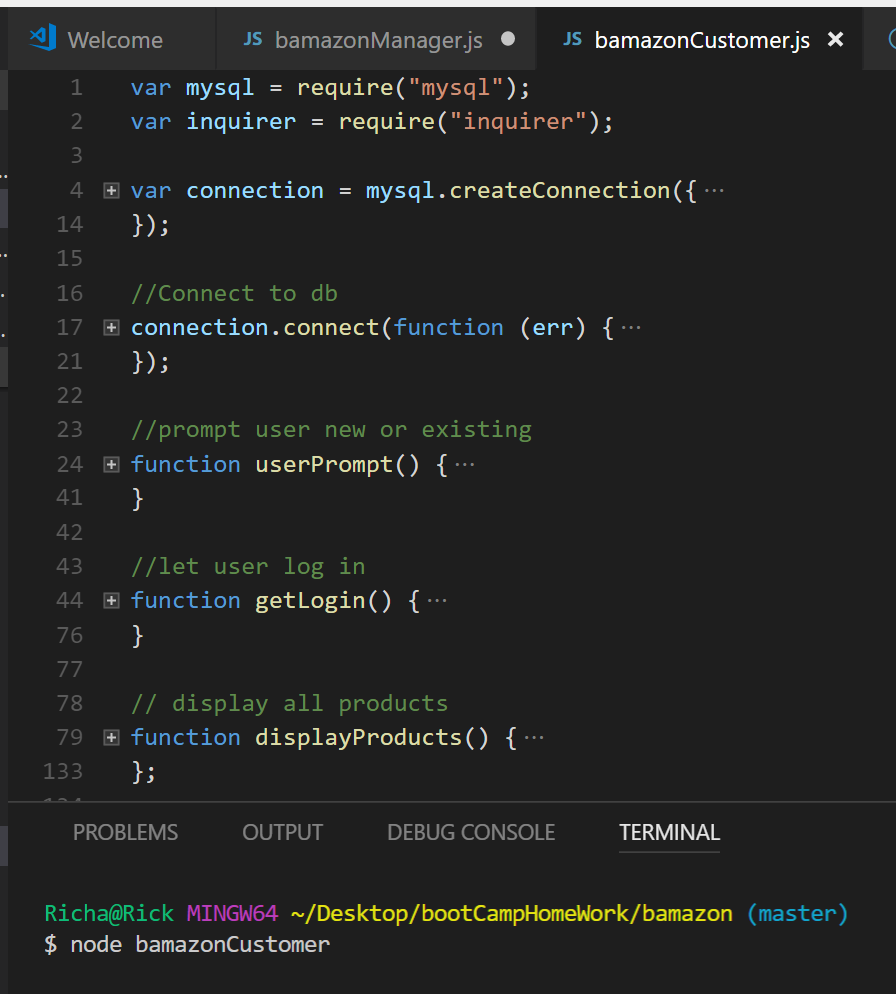 Welcome JS bamazonManager.js JS bamazonCustomer.js
1 var mysql = require("mysql");
2 var inquirer = require("inquirer");
3
4 var connection = mysql.createConnection({ ···
14 });
15
16 //Connect to db
17 connection.connect(function (err) { ···
21 });
22
23 //prompt user new or existing
24 function userPrompt() { ···
41 }
42
43 //let user log in
44 function getLogin() { ···
76 }
77
78 // display all products
79 function displayProducts() { ···
133 };
PROBLEMS OUTPUT DEBUG CONSOLE TERMINAL
Richa@Rick MINGW64 ~/Desktop/bootCampHomeWork/bamazon (master)
$ node bamazonCustomer